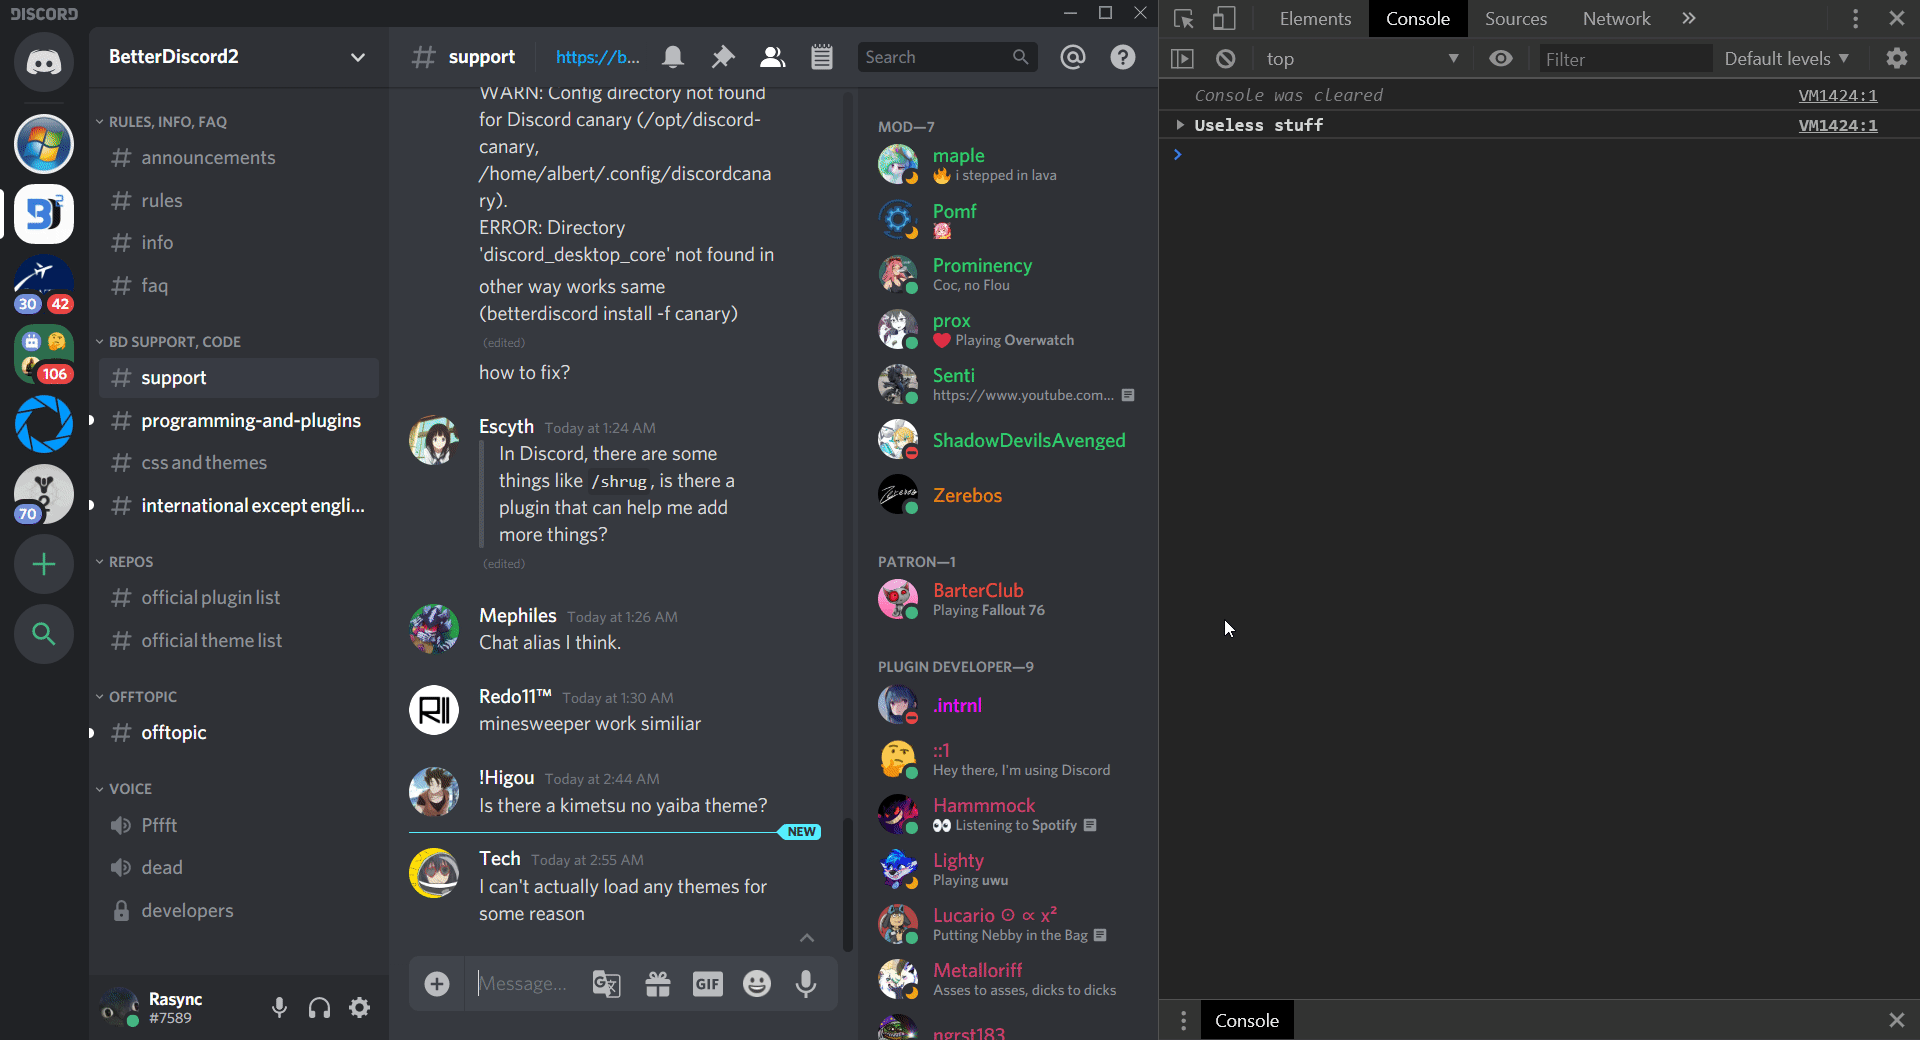 DISCORD
BetterDiscord2
RULES, INFO, FAQ
announcements
rules
info
faq
BD SUPPORT, CODE
support
programming-and-plugins
css and themes
international except engli...
REPOS
official plugin list
official theme list
OFFTOPIC
offtopic
VOICE
Pffft
dead
developers
30 42
106
70
Rasync
#7589
support
https://b...
Search
WARN: Config directory not found
for Discord canary (/opt/discord-
canary,
/home/albert/.config/discordcana
ry).
ERROR: Directory
'discord_desktop_core' not found in
other way works same
(betterdiscord install -f canary)
(edited)
how to fix?
Escyth Today at 1:24 AM
In Discord, there are some
things like /shrug, is there a
plugin that can help me add
more things?
(edited)
Mephiles Today at 1:26 AM
Chat alias I think.
Redo11™ Today at 1:30 AM
minesweeper work similiar
!Higou Today at 2:44 AM
Is there a kimetsu no yaiba theme?
NEW
Tech Today at 2:55 AM
I can't actually load any themes for
some reason
Message...
GIF
MOD—7
maple
🔥 i stepped in lava
Pomf
Prominency
Coc, no Flou
prox
❤️ Playing Overwatch
Senti
https://www.youtube.com...
ShadowDevilsAvenged
Zerebos
PATRON—1
BarterClub
Playing Fallout 76
PLUGIN DEVELOPER—9
.intrnl
::1
Hey there, I'm using Discord
Hammmock
👀 Listening to Spotify
Lighty
Playing uwu
Lucario ⊙ ∝ x²
Putting Nebby in the Bag
Metalloriff
Asses to asses, dicks to dicks
ngrst183
Elements Console Sources Network »
top Filter Default levels
Console was cleared VM1424:1
Useless stuff VM1424:1
Console